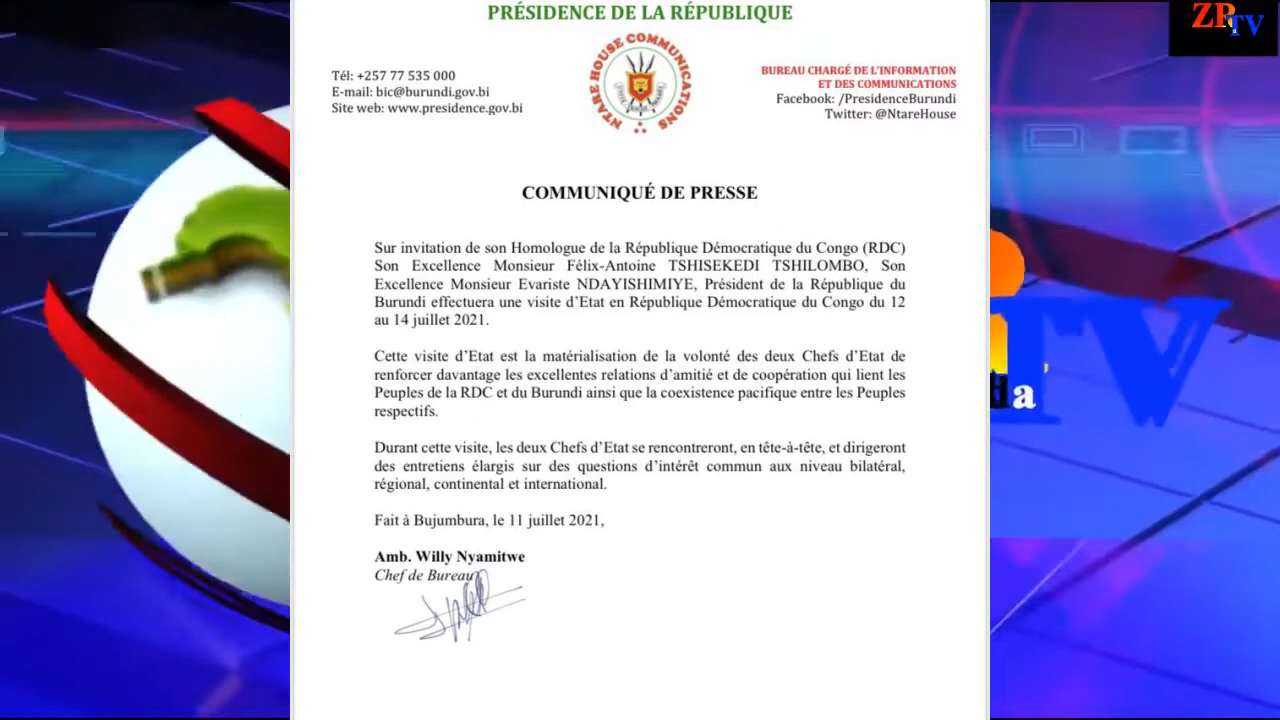 PRÉSIDENCE DE LA RÉPUBLIQUE
ZP TV
NTARE HOUSE COMMUNICATIONS
Tél: +257 77 535 000
E-mail: bic@burundi.gov.bi
Site web: www.presidence.gov.bi
BUREAU CHARGÉ DE L'INFORMATION
ET DES COMMUNICATIONS
Facebook: /PresidenceBurundi
Twitter: @NtareHouse
COMMUNIQUÉ DE PRESSE
Sur invitation de son Homologue de la République Démocratique du Congo (RDC)
Son Excellence Monsieur Félix-Antoine TSHISEKEDI TSHILOMBO, Son
Excellence Monsieur Evariste NDAYISHIMIYE, Président de la République du
Burundi effectuera une visite d'Etat en République Démocratique du Congo du 12
au 14 juillet 2021.
Cette visite d'Etat est la matérialisation de la volonté des deux Chefs d'Etat de
renforcer davantage les excellentes relations d'amitié et de coopération qui lient les
Peuples de la RDC et du Burundi ainsi que la coexistence pacifique entre les Peuples
respectifs.
Durant cette visite, les deux Chefs d'Etat se rencontreront, en tête-à-tête, et dirigeront
des entretiens élargis sur des questions d'intérêt commun aux niveau bilatéral,
régional, continental et international.
Fait à Bujumbura, le 11 juillet 2021,
Amb. Willy Nyamitwe
Chef de Bureau
TV